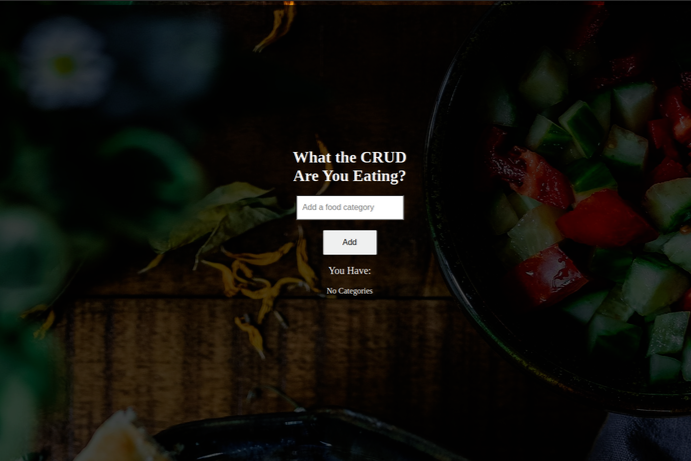 What the CRUD
Are You Eating?
Add a food category
Add
You Have:
No Categories